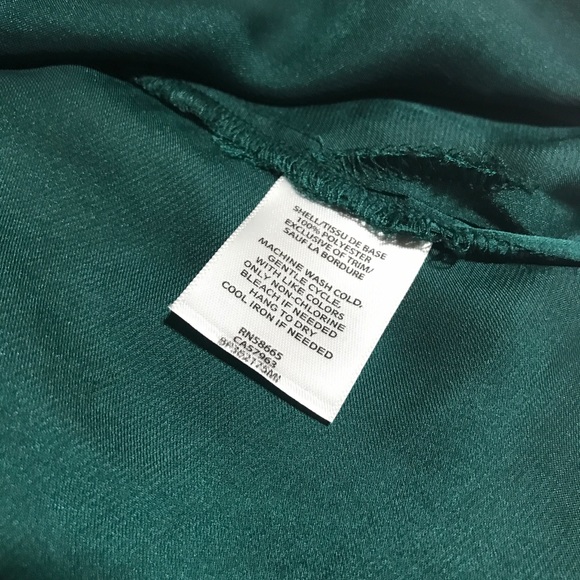 SHELL/TISSU DE BASE
100% POLYESTER
EXCLUSIVE OF TRIM/
SAUF LA BORDURE
MACHINE WASH COLD.
GENTLE CYCLE.
WITH LIKE COLORS
ONLY NON-CHLORINE
BLEACH IF NEEDED
HANG TO DRY
COOL IRON IF NEEDED
RN58665
CA57963